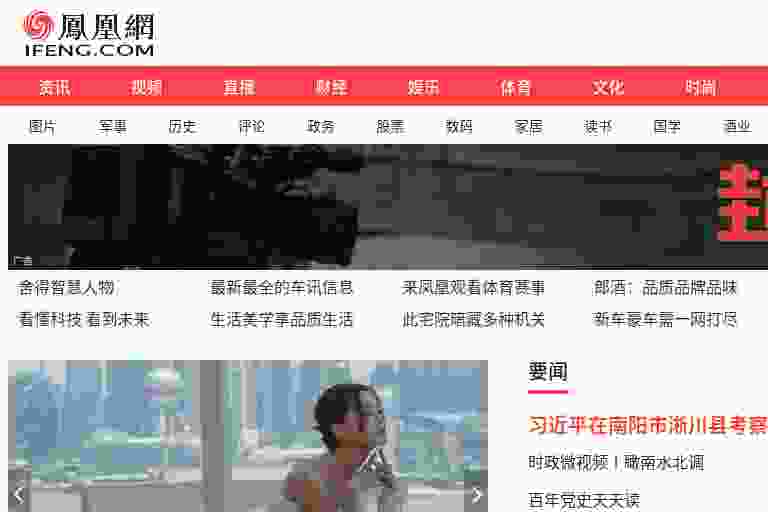 鳳凰網
IFENG.COM
资讯 视频 直播 财经 娱乐 体育 文化 时尚
图片 军事 历史 评论 政务 股票 数码 家居 读书 国学 酒业
广告
舍得智慧人物 最新最全的车讯信息 来凤凰观看体育赛事 郎酒：品质品牌品味
看懂科技 看到未来 生活美学享品质生活 此宅院暗藏多种机关 新车豪车需一网打尽
要闻
习近平在南阳市淅川县考察
时政微视频丨瞰南水北调
百年党史天天读